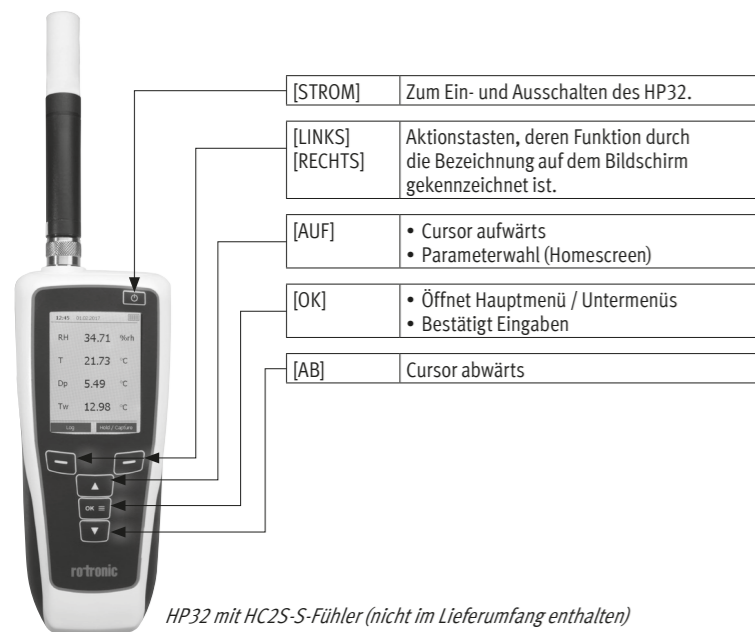 [STROM] Zum Ein- und Ausschalten des HP32.
[LINKS] Aktionstasten, deren Funktion durch
[RECHTS] die Bezeichnung auf dem Bildschirm
gekennzeichnet ist.
[AUF] • Cursor aufwärts
• Parameterwahl (Homescreen)
[OK] • Öffnet Hauptmenü / Untermenüs
• Bestätigt Eingaben
[AB] Cursor abwärts
12:45 01.02.2017
RH 34.71 %rh
T 21.73 °C
Dp 5.49 °C
Tw 12.98 °C
Log Hold / Capture
OK
rotronic
HP32 mit HC2S-S-Fühler (nicht im Lieferumfang enthalten)